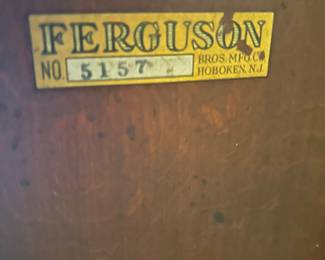 FERGUSON
NO. 5157 BROS. MFG. CO
HOBOKEN, N.J.